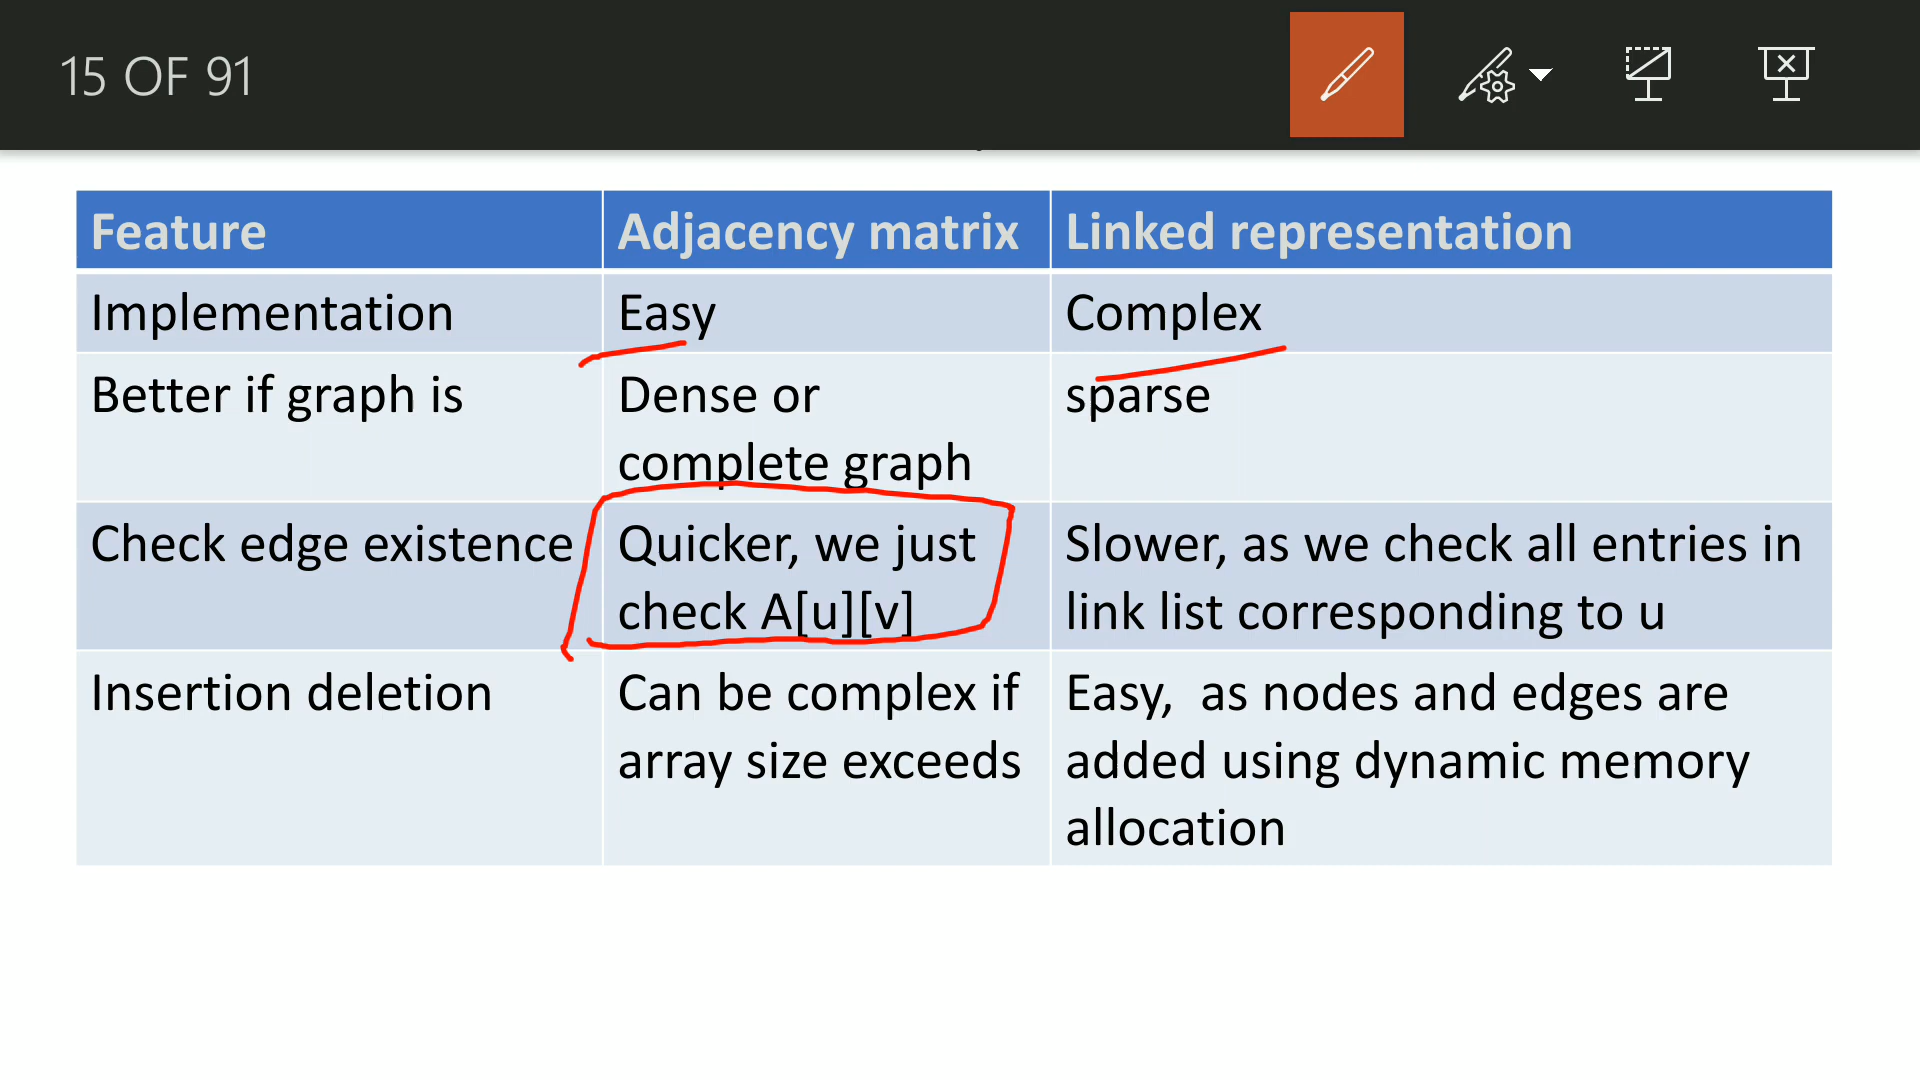 15 OF 91
Feature Adjacency matrix Linked representation
Implementation Easy Complex
Better if graph is Dense or sparse
complete graph
Check edge existence Quicker, we just Slower, as we check all entries in
check A[u][v] link list corresponding to u
Insertion deletion Can be complex if Easy, as nodes and edges are
array size exceeds added using dynamic memory
allocation